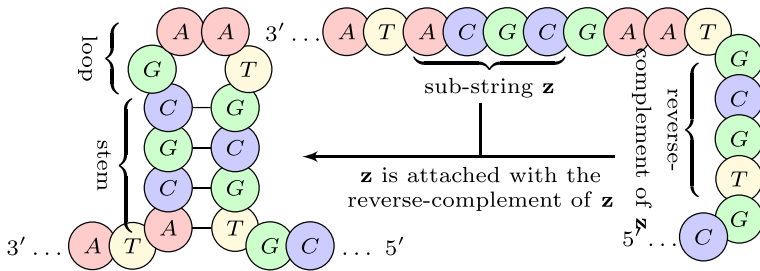 A A
3′ … A T A C G C G A A T
loop
G T
G
sub-string z
C G
C
reverse-
complement of z
stem
G C
G
z is attached with the
reverse-complement of z
C G
T
A T
G
3′ … A T
G C … 5′
5′ … C